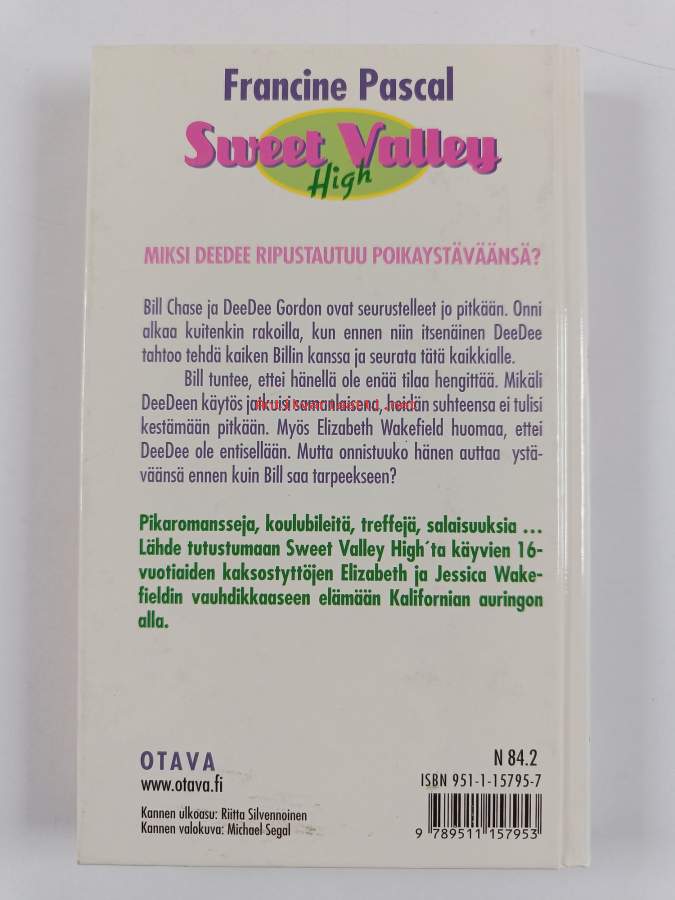 Francine Pascal
Sweet Valley
High
MIKSI DEEDEE RIPUSTAUTUU POIKAYSTÄVÄÄNSÄ?
Bill Chase ja DeeDee Gordon ovat seurustelleet jo pitkään. Onni
alkaa kuitenkin rakoilla, kun ennen niin itsenäinen DeeDee
tahtoo tehdä kaiken Billin kanssa ja seurata tätä kaikkialle.
Bill tuntee, ettei hänellä ole enää tilaa hengittää. Mikäli
DeeDeen käytös jatkuisi samanlaisena, heidän suhteensa ei tulisi
kestämään pitkään. Myös Elizabeth Wakefield huomaa, ettei
DeeDee ole entisellään. Mutta onnistuuko hänen auttaa ystä-
väänsä ennen kuin Bill saa tarpeekseen?
Pikaromansseja, koulubileitä, treffejä, salaisuuksia ...
Lähde tutustumaan Sweet Valley High´ta käyvien 16-
vuotiaiden kaksostyttöjen Elizabeth ja Jessica Wake-
fieldin vauhdikkaaseen elämään Kalifornian auringon
alla.
OTAVA
www.otava.fi
Kannen ulkoasu: Riitta Silvennoinen
Kannen valokuva: Michael Segal
N 84.2
ISBN 951-1-15795-7
9 789511 157953